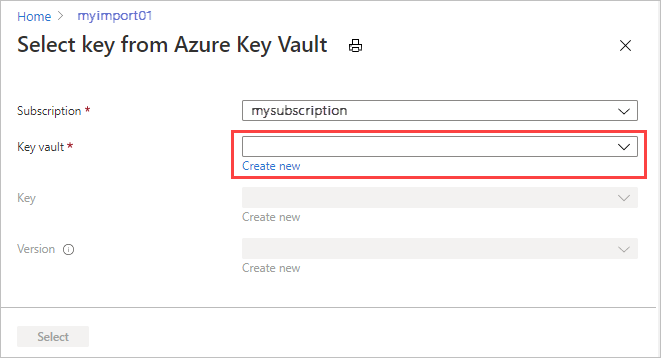 Home > myimport01
Select key from Azure Key Vault
Subscription *
mysubscription
Key vault *
Create new
Key
Create new
Version
Create new
Select